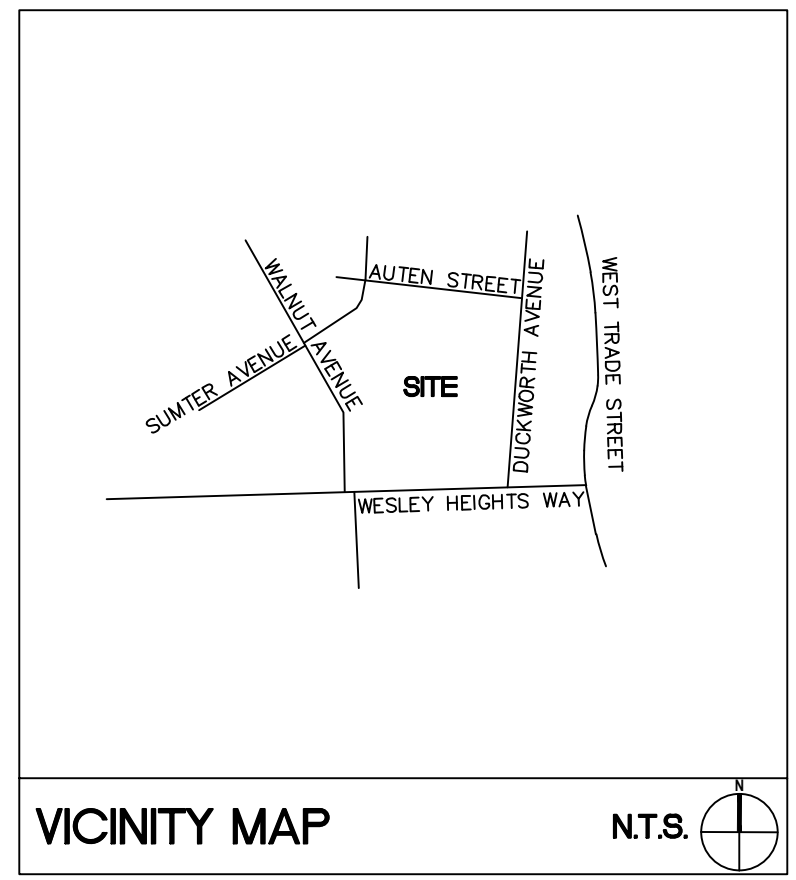 WALNUT AVENUE
AUTEN STREET
SUMTER AVENUE
SITE
DUCKWORTH AVENUE
WEST TRADE STREET
WESLEY HEIGHTS WAY
VICINITY MAP
N.T.S.
N